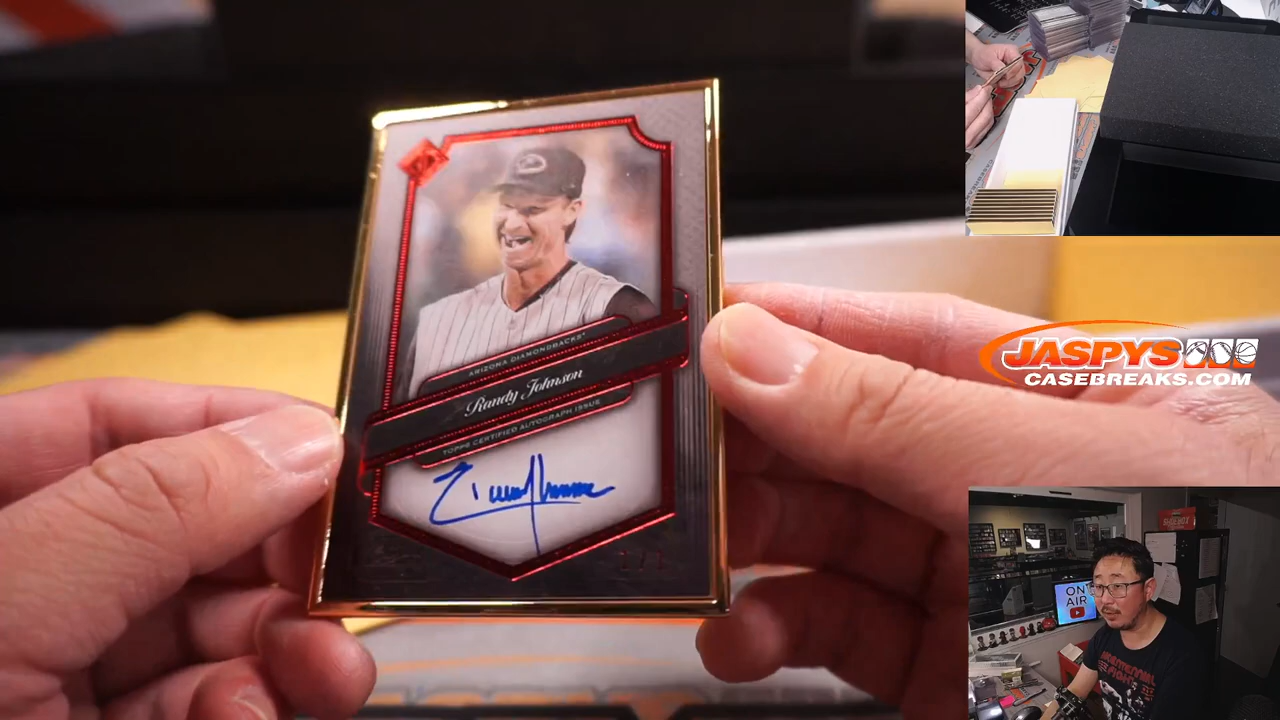 ARIZONA DIAMONDBACKS
Randy Johnson
TOPPS CERTIFIED AUTOGRAPH ISSUE
JASPYS
CASEBREAKS.COM
ON
AIR